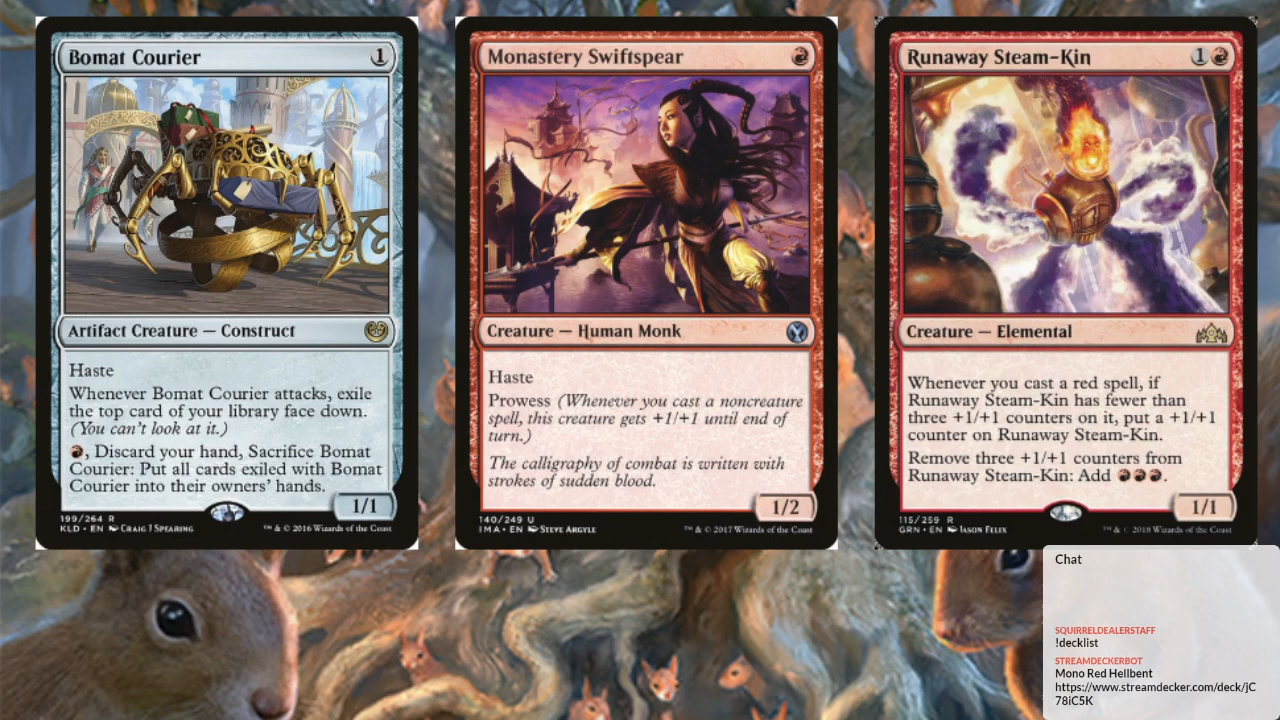 Bomat Courier 1
Artifact Creature — Construct
Haste
Whenever Bomat Courier attacks, exile
the top card of your library face down.
(You can't look at it.)
, Discard your hand, Sacrifice Bomat
Courier: Put all cards exiled with Bomat
Courier into their owners' hands.
1/1
199/264 R
KLD • EN CRAIG J SPEARING
™ & © 2016 Wizards of the Coast
Monastery Swiftspear
Creature — Human Monk
Haste
Prowess (Whenever you cast a noncreature
spell, this creature gets +1/+1 until end of
turn.)
The calligraphy of combat is written with
strokes of sudden blood.
1/2
140/249 U
IMA • EN STEVE ARGYLE
™ & © 2017 Wizards of the Coast
Runaway Steam-Kin 1
Creature — Elemental
Whenever you cast a red spell, if
Runaway Steam-Kin has fewer than
three +1/+1 counters on it, put a +1/+1
counter on Runaway Steam-Kin.
Remove three +1/+1 counters from
Runaway Steam-Kin: Add .
1/1
115/259 R
GRN • EN JASON FELIX
™ & © 2018 Wizards of the Coast
Chat
SQUIRRELDEALERSTAFF
!decklist
STREAMDECKERBOT
Mono Red Hellbent
https://www.streamdecker.com/deck/jC
78iC5K